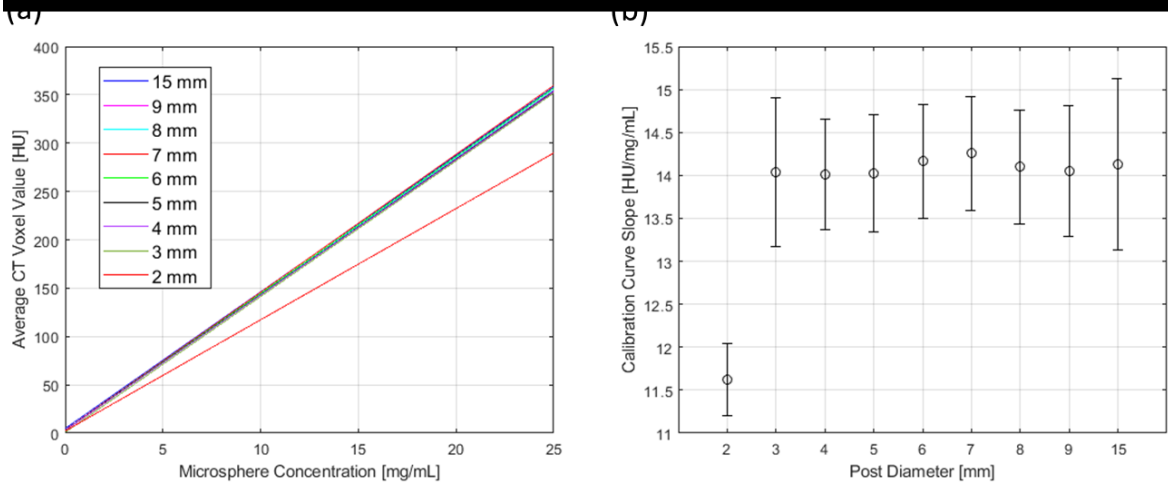 (a)
(b)
400
350
300
250
200
150
100
50
0
0 5 10 15 20 25
Average CT Voxel Value [HU]
Microsphere Concentration [mg/mL]
15 mm
9 mm
8 mm
7 mm
6 mm
5 mm
4 mm
3 mm
2 mm
15.5
15
14.5
14
13.5
13
12.5
12
11.5
11
2 3 4 5 6 7 8 9 15
Calibration Curve Slope [HU/mg/mL]
Post Diameter [mm]